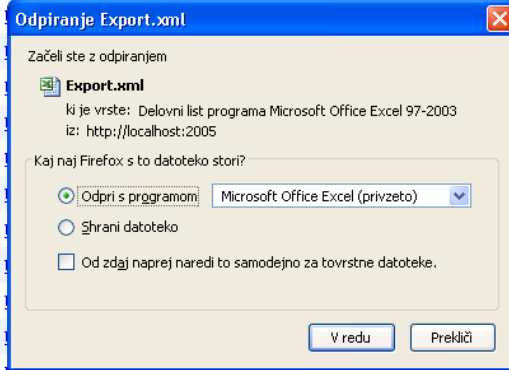 Odpiranje Export.xml
Začeli ste z odpiranjem
Export.xml
ki je vrste: Delovni list programa Microsoft Office Excel 97-2003
iz: http://localhost:2005
Kaj naj Firefox s to datoteko stori?
Odpri s programom Microsoft Office Excel (privzeto)
Shrani datoteko
Od zdaj naprej naredi to samodejno za tovrstne datoteke.
V redu Prekliči